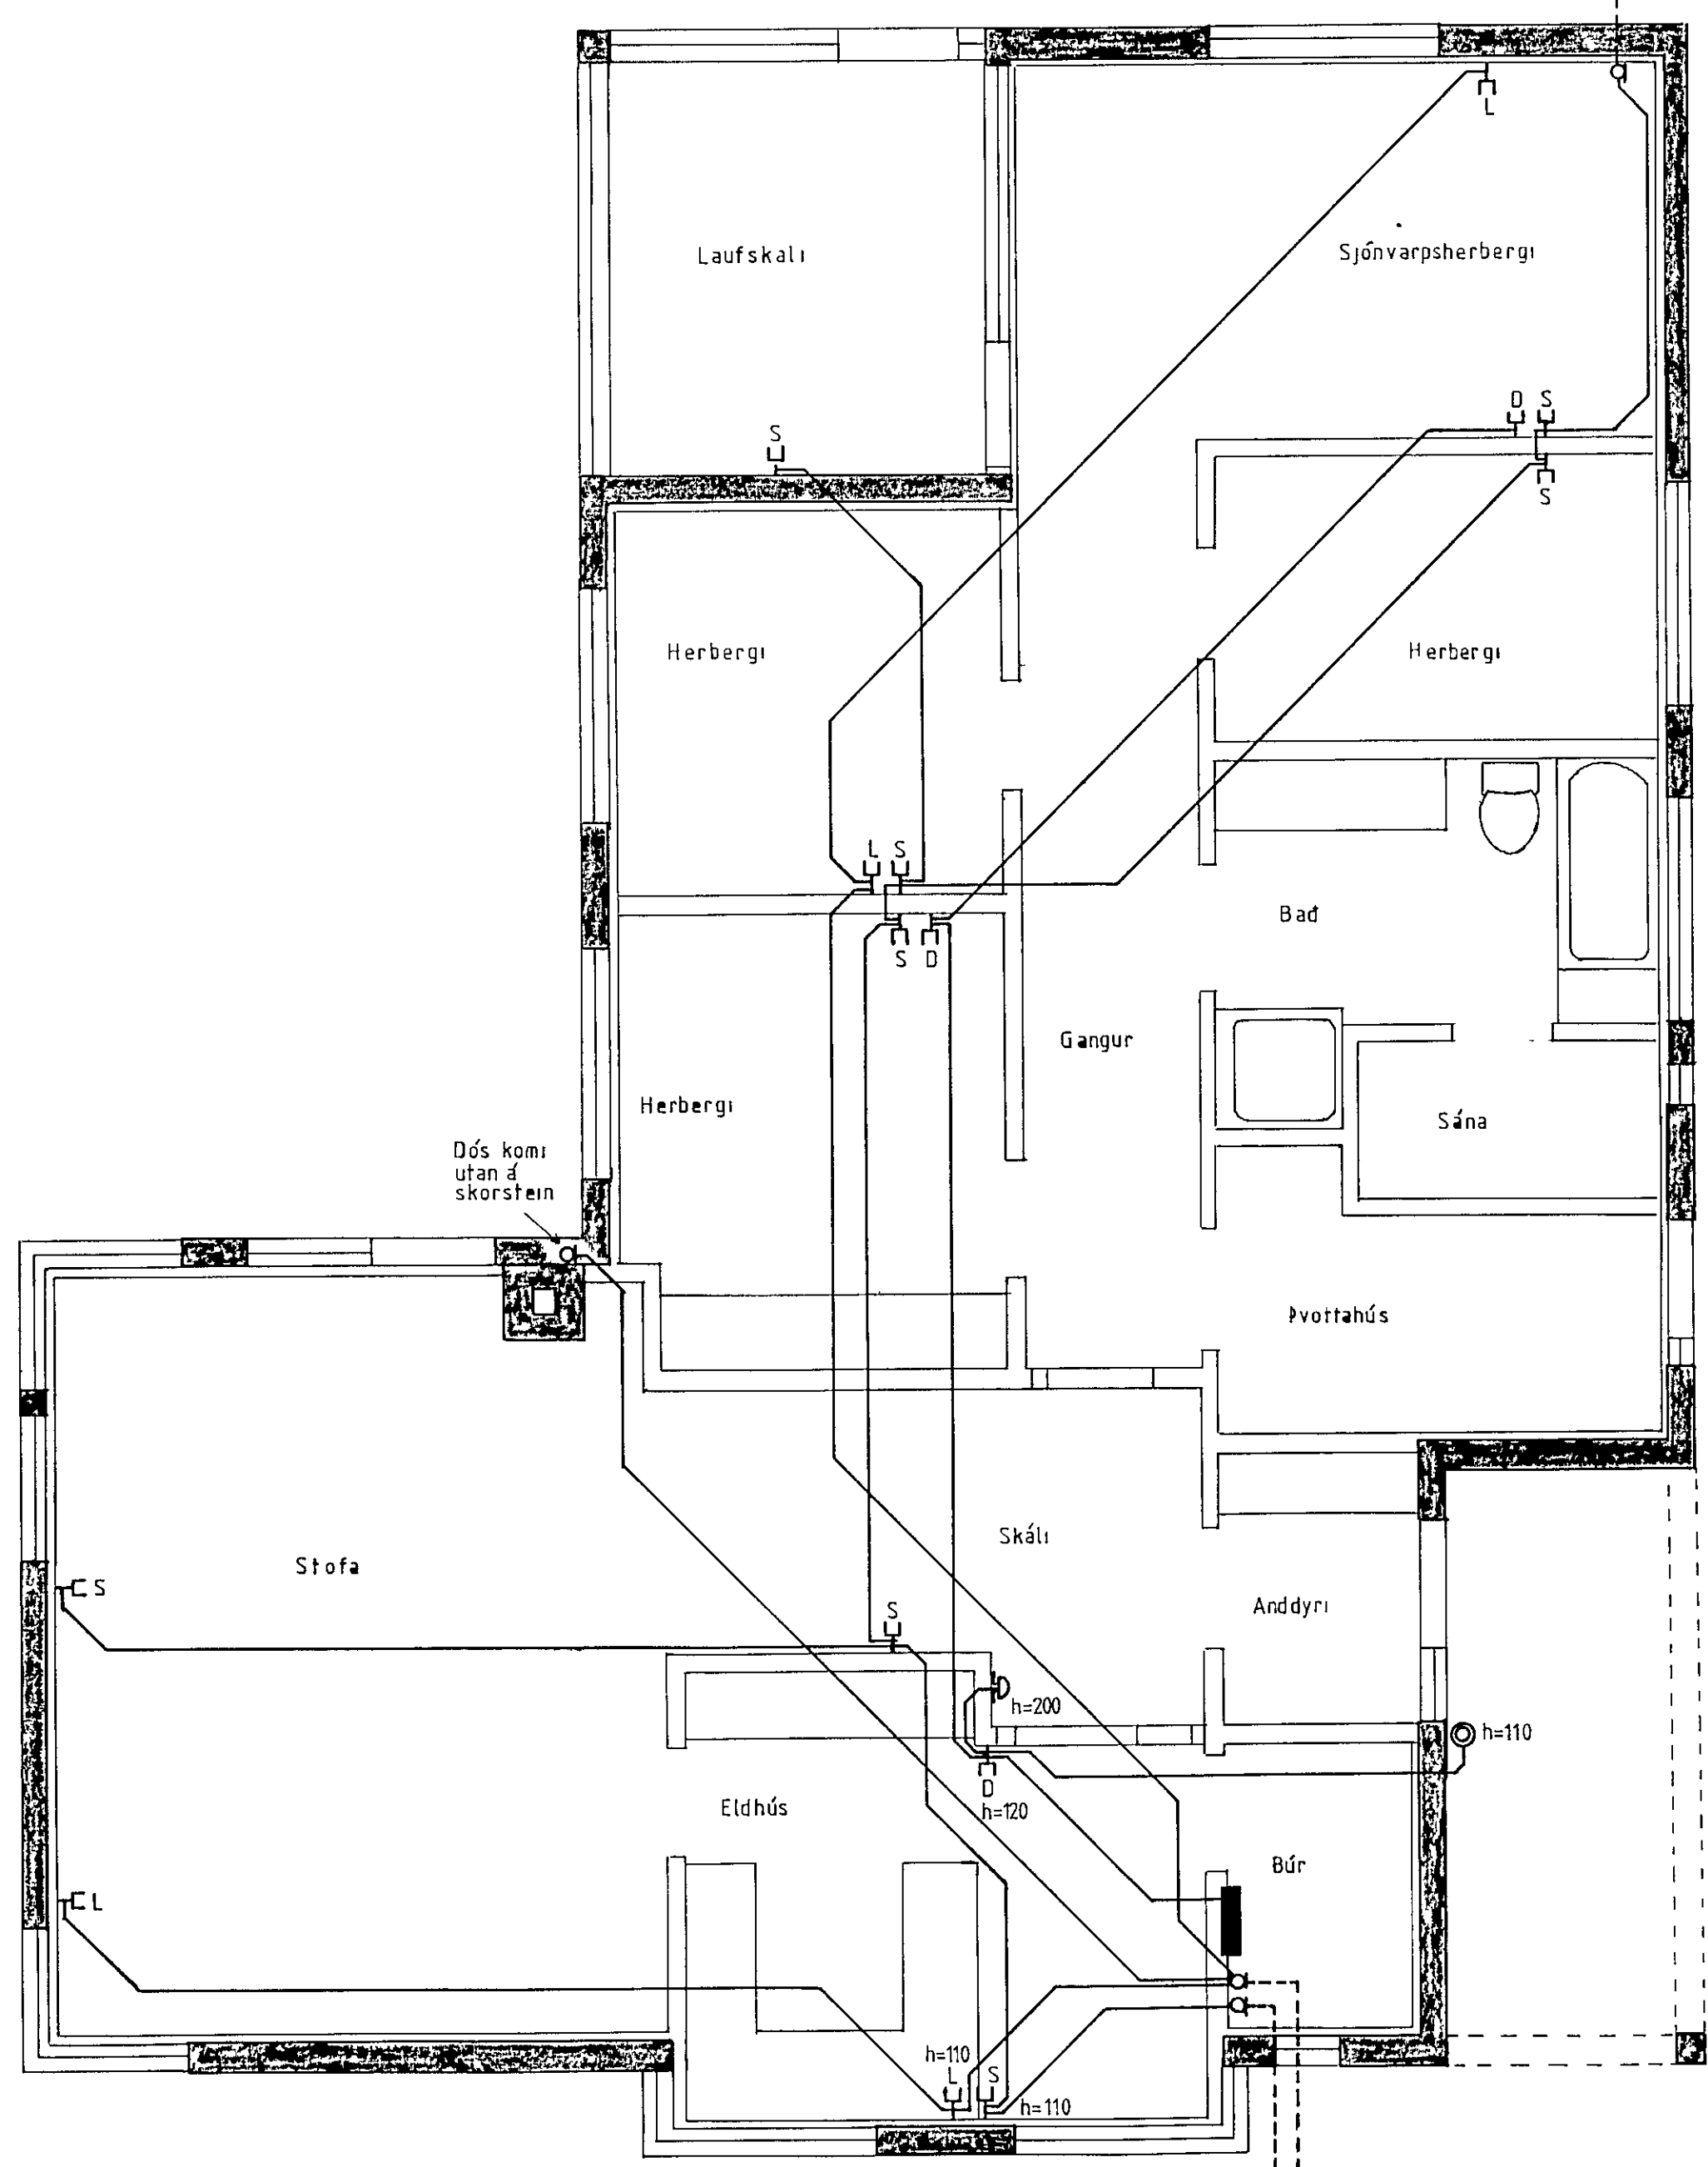 L
Laufskáli
Sjónvarpsherbergi
D S
S
S
Herbergi
Herbergi
L S
Bað
S D
Gangur
Herbergi
Sána
Dós komi
utan á
skorstein
Þvottahús
Skáli
Stofa
S
Anddyri
S
h=200
h=110
D
h=120
Eldhús
Búr
L
h=110
L
S
h=110